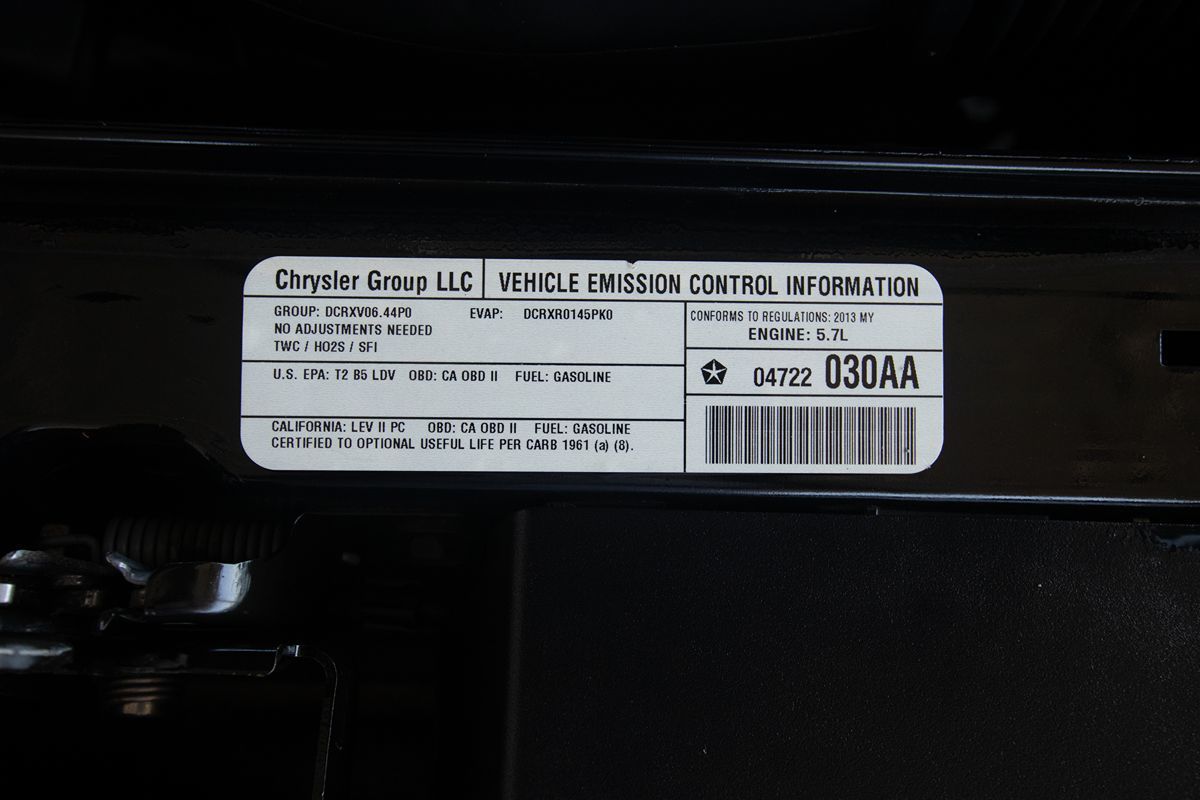 Chrysler Group LLC
VEHICLE EMISSION CONTROL INFORMATION
GROUP: DCRXV06.44P0 EVAP: DCRXR0145PK0
NO ADJUSTMENTS NEEDED
TWC / HO2S / SFI
CONFORMS TO REGULATIONS: 2013 MY
ENGINE: 5.7L
U.S. EPA: T2 B5 LDV OBD: CA OBD II FUEL: GASOLINE
04722 030AA
CALIFORNIA: LEV II PC OBD: CA OBD II FUEL: GASOLINE
CERTIFIED TO OPTIONAL USEFUL LIFE PER CARB 1961 (a) (8).